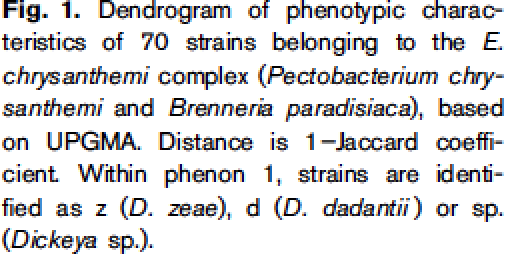 Fig. 1. Dendrogram of phenotypic charac-
teristics of 70 strains belonging to the E.
chrysanthemi complex (Pectobacterium chry-
santhemi and Brenneria paradisiaca), based
on UPGMA. Distance is 1−Jaccard coeffi-
cient. Within phenon 1, strains are identi-
fied as z (D. zeae), d (D. dadantii) or sp.
(Dickeya sp.).